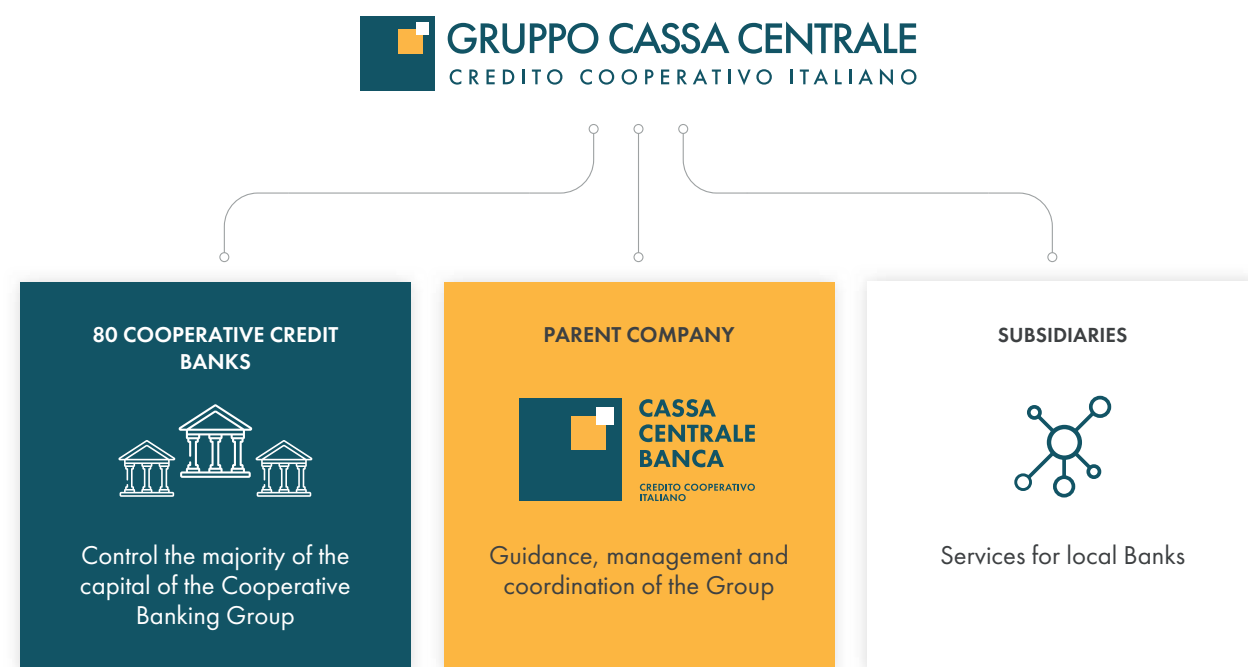 GRUPPO CASSA CENTRALE
CREDITO COOPERATIVO ITALIANO
80 COOPERATIVE CREDIT
BANKS
Control the majority of the
capital of the Cooperative
Banking Group
PARENT COMPANY
CASSA
CENTRALE
BANCA
CREDITO COOPERATIVO
ITALIANO
Guidance, management and
coordination of the Group
SUBSIDIARIES
Services for local Banks